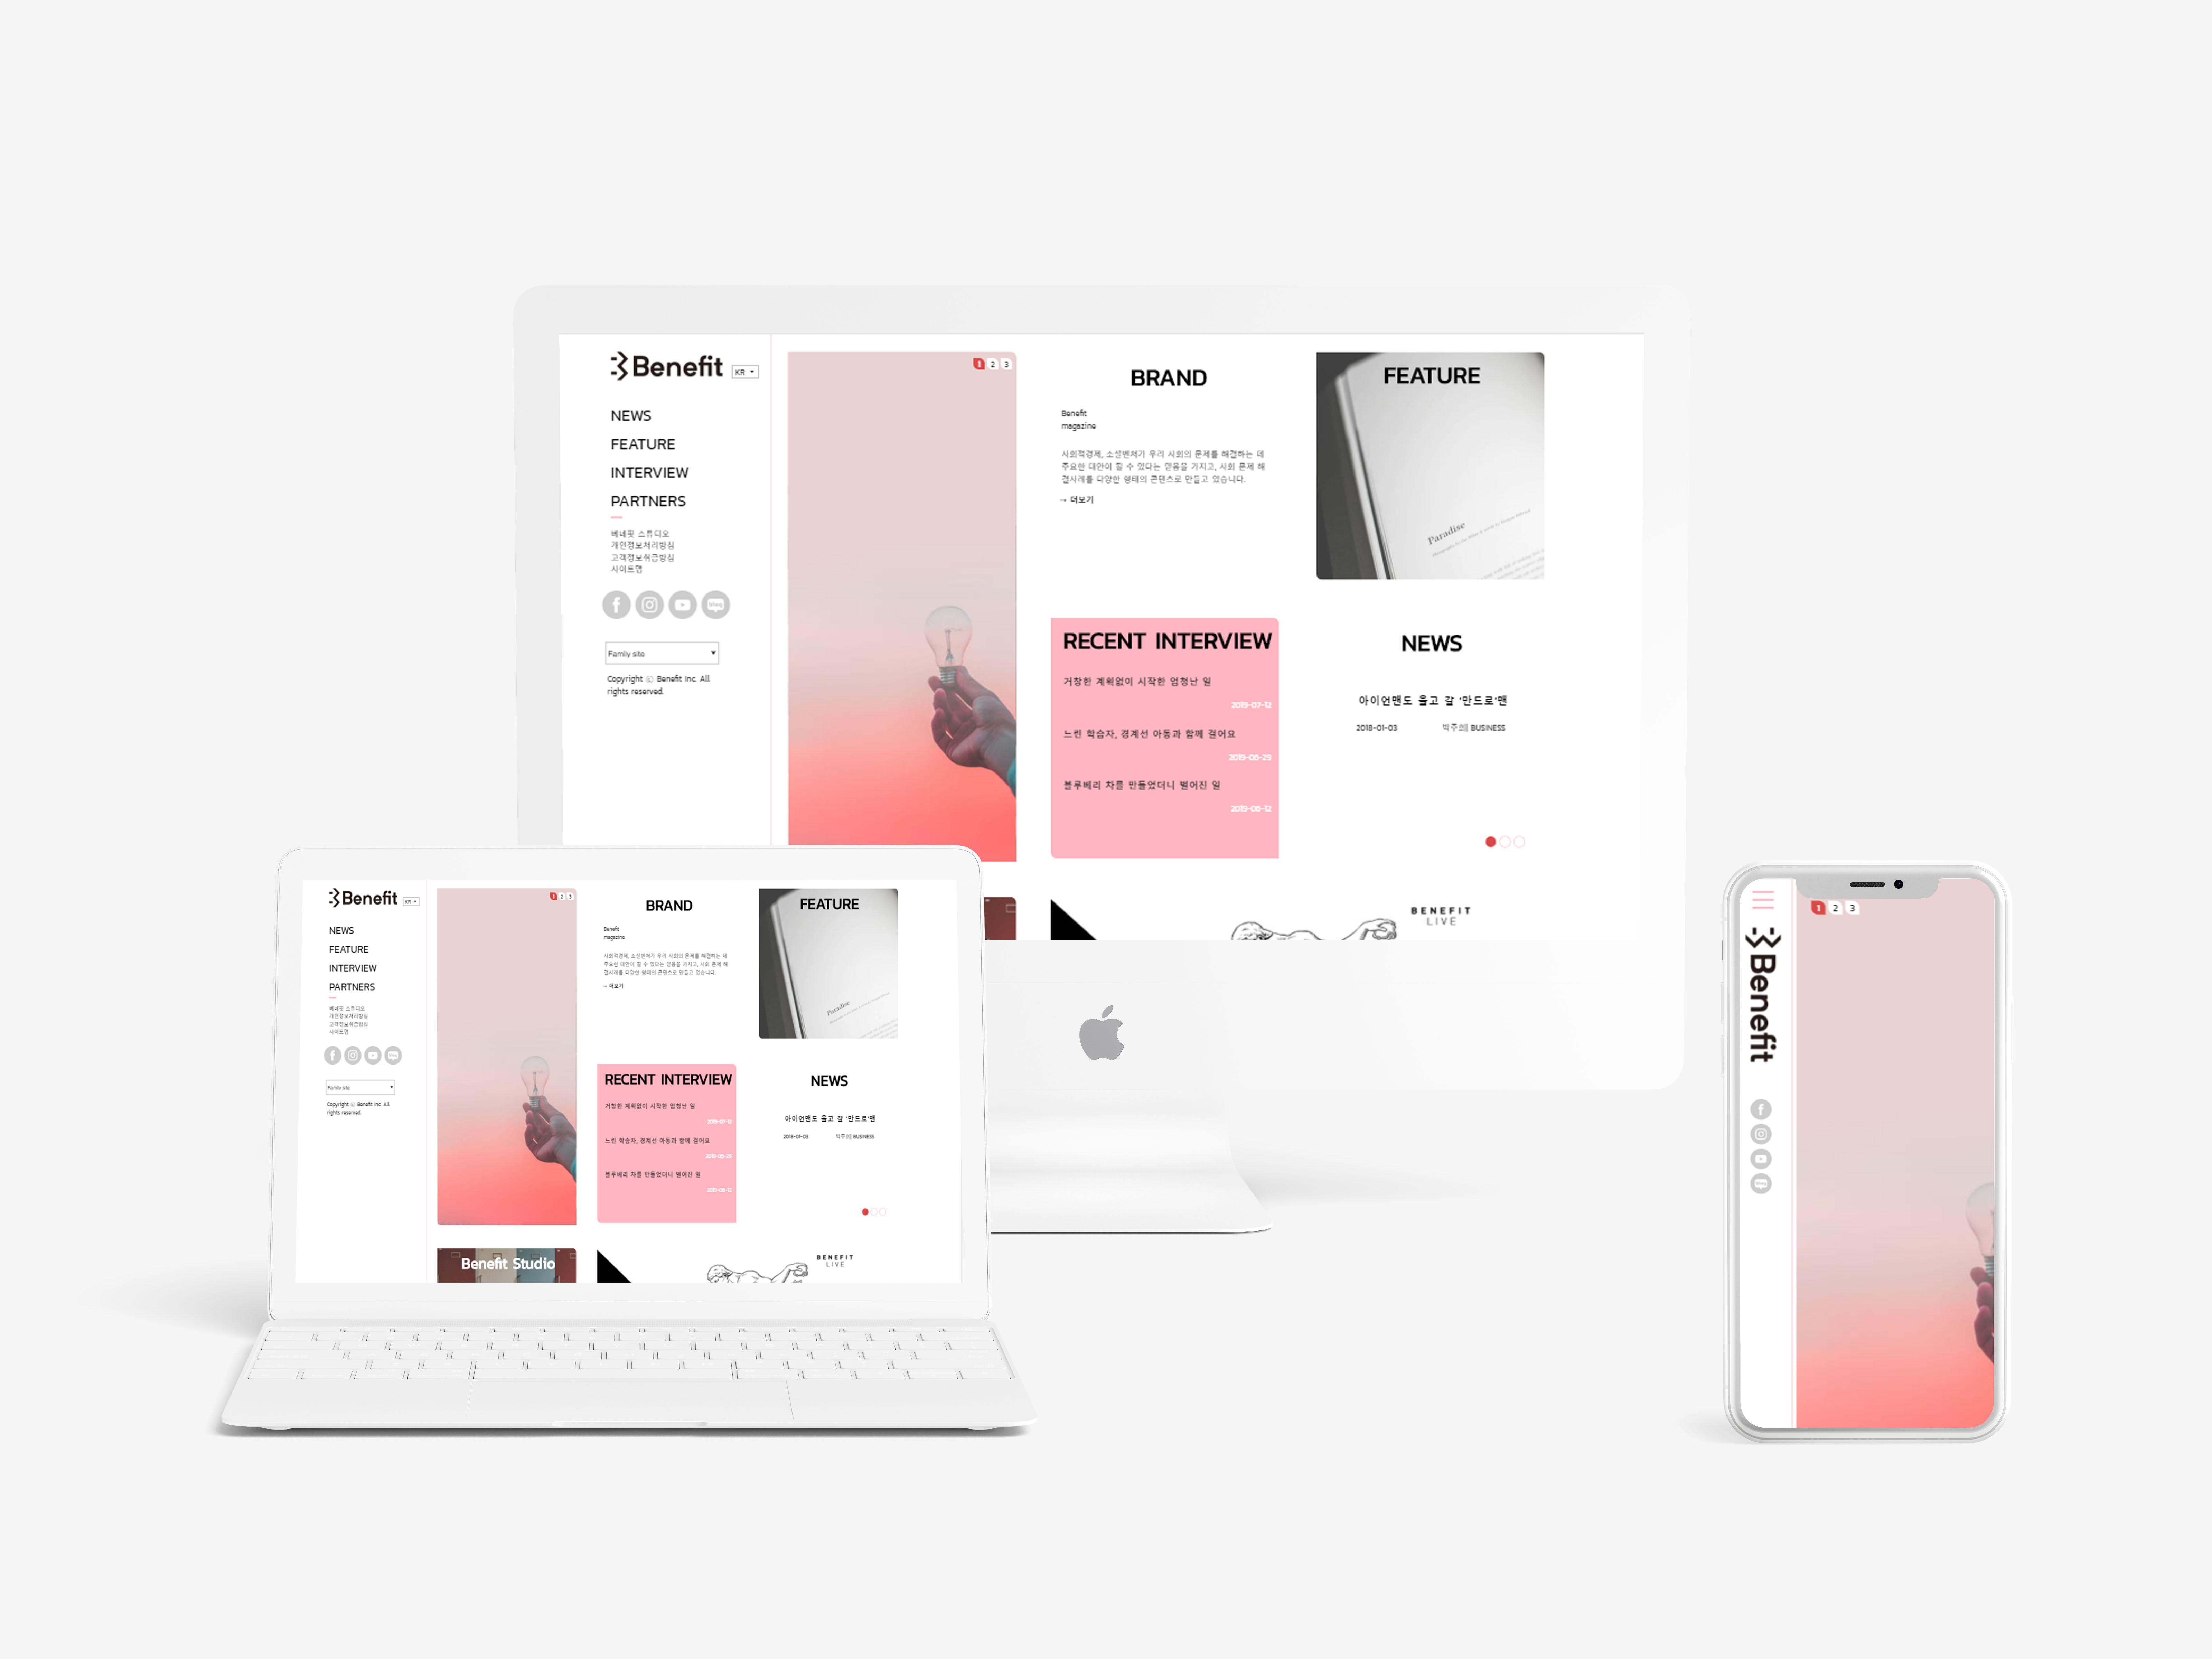 Benefit
KR
NEWS
FEATURE
INTERVIEW
PARTNERS
베네핏 스튜디오
개인정보처리방침
고객정보취급방침
사이트맵
blog
Family site
Copyright ⓒ Benefit Inc. All
rights reserved.
1 2 3
BRAND
Benefit
magazine
사회적경제, 소셜벤처가 우리 사회의 문제를 해결하는 데
주요한 대안이 될 수 있다는 믿음을 가지고, 사회 문제 해
결사례를 다양한 형태의 콘텐츠로 만들고 있습니다.
→ 더보기
FEATURE
Paradise
RECENT INTERVIEW
거창한 계획없이 시작한 엄청난 일
2019-07-12
느린 학습자, 경계선 아동과 함께 걸어요
2019-06-25
블루베리 차를 만들었더니 벌어진 일
2019-06-12
NEWS
아이언맨도 울고 갈 '만드로'맨
2018-01-03 박주희| BUSINESS
BENEFIT
LIVE
Benefit
KR
NEWS
FEATURE
INTERVIEW
PARTNERS
베네핏 스튜디오
개인정보처리방침
고객정보취급방침
사이트맵
blog
Family site
Copyright ⓒ Benefit Inc. All
rights reserved.
1 2 3
BRAND
Benefit
magazine
사회적경제, 소셜벤처가 우리 사회의 문제를 해결하는 데
주요한 대안이 될 수 있다는 믿음을 가지고, 사회 문제 해
결사례를 다양한 형태의 콘텐츠로 만들고 있습니다.
→ 더보기
FEATURE
Paradise
RECENT INTERVIEW
거창한 계획없이 시작한 엄청난 일
2019-07-12
느린 학습자, 경계선 아동과 함께 걸어요
2019-06-25
블루베리 차를 만들었더니 벌어진 일
2019-06-12
NEWS
아이언맨도 울고 갈 '만드로'맨
2018-01-03 박주희| BUSINESS
Benefit Studio
BENEFIT
LIVE
1 2 3
Benefit
blog